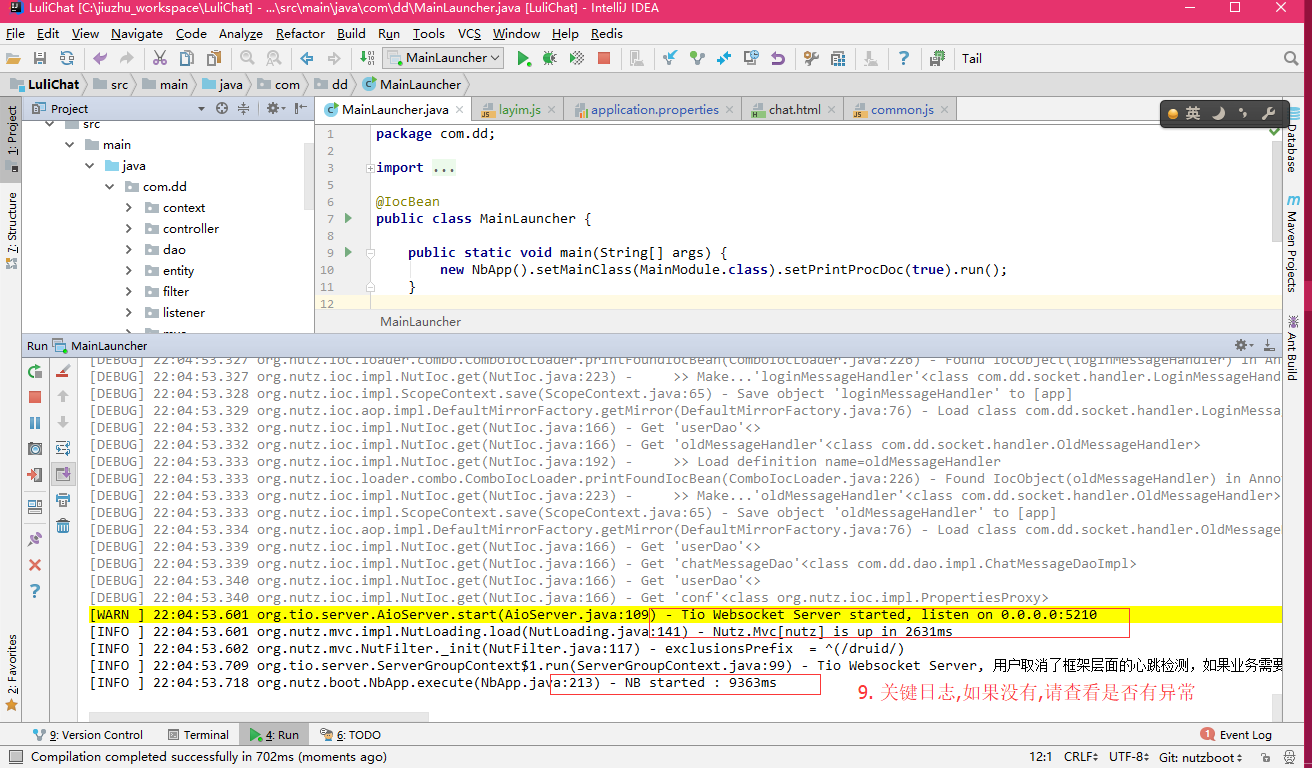 LuliChat [C:\jiuzhu_workspace\LuliChat] - ...\src\main\java\com\dd\MainLauncher.java [LuliChat] - IntelliJ IDEA
File Edit View Navigate Code Analyze Refactor Build Run Tools VCS Window Help Redis
MainLauncher Tail
LuliChat src main java com dd MainLauncher
Project MainLauncher.java layim.js application.properties chat.html common.js
英
1: Project
7: Structure
2: Favorites
src
main
java
com.dd
context
controller
dao
entity
filter
listener
1 package com.dd;
2
3 import ...
5
6 @IocBean
7 public class MainLauncher {
8
9 public static void main(String[] args) {
10 new NbApp().setMainClass(MainModule.class).setPrintProcDoc(true).run();
11 }
12
MainLauncher
Database
Maven Projects
Ant Build
Run MainLauncher
[DEBUG] 22:04:53.327 org.nutz.ioc.loader.combo.ComboIocLoader.printFoundIocBean(ComboIocLoader.java:226) - Found IocObject(loginMessageHandler) in Anno
[DEBUG] 22:04:53.327 org.nutz.ioc.impl.NutIoc.get(NutIoc.java:223) - >> Make...'loginMessageHandler'<class com.dd.socket.handler.LoginMessageHand
[DEBUG] 22:04:53.328 org.nutz.ioc.impl.ScopeContext.save(ScopeContext.java:65) - Save object 'loginMessageHandler' to [app]
[DEBUG] 22:04:53.329 org.nutz.ioc.aop.impl.DefaultMirrorFactory.getMirror(DefaultMirrorFactory.java:76) - Load class com.dd.socket.handler.LoginMessa
[DEBUG] 22:04:53.332 org.nutz.ioc.impl.NutIoc.get(NutIoc.java:166) - Get 'userDao'<>
[DEBUG] 22:04:53.332 org.nutz.ioc.impl.NutIoc.get(NutIoc.java:166) - Get 'oldMessageHandler'<class com.dd.socket.handler.OldMessageHandler>
[DEBUG] 22:04:53.333 org.nutz.ioc.impl.NutIoc.get(NutIoc.java:192) - >> Load definition name=oldMessageHandler
[DEBUG] 22:04:53.333 org.nutz.ioc.loader.combo.ComboIocLoader.printFoundIocBean(ComboIocLoader.java:226) - Found IocObject(oldMessageHandler) in Annot
[DEBUG] 22:04:53.333 org.nutz.ioc.impl.NutIoc.get(NutIoc.java:223) - >> Make...'oldMessageHandler'<class com.dd.socket.handler.OldMessageHandler>
[DEBUG] 22:04:53.333 org.nutz.ioc.impl.ScopeContext.save(ScopeContext.java:65) - Save object 'oldMessageHandler' to [app]
[DEBUG] 22:04:53.334 org.nutz.ioc.aop.impl.DefaultMirrorFactory.getMirror(DefaultMirrorFactory.java:76) - Load class com.dd.socket.handler.OldMessage
[DEBUG] 22:04:53.339 org.nutz.ioc.impl.NutIoc.get(NutIoc.java:166) - Get 'userDao'<>
[DEBUG] 22:04:53.339 org.nutz.ioc.impl.NutIoc.get(NutIoc.java:166) - Get 'chatMessageDao'<class com.dd.dao.impl.ChatMessageDaoImpl>
[DEBUG] 22:04:53.340 org.nutz.ioc.impl.NutIoc.get(NutIoc.java:166) - Get 'userDao'<>
[DEBUG] 22:04:53.340 org.nutz.ioc.impl.NutIoc.get(NutIoc.java:166) - Get 'conf'<class org.nutz.ioc.impl.PropertiesProxy>
[WARN ] 22:04:53.601 org.tio.server.AioServer.start(AioServer.java:109) - Tio Websocket Server started, listen on 0.0.0.0:5210
[INFO ] 22:04:53.601 org.nutz.mvc.impl.NutLoading.load(NutLoading.java:141) - Nutz.Mvc[nutz] is up in 2631ms
[INFO ] 22:04:53.602 org.nutz.mvc.NutFilter._init(NutFilter.java:117) - exclusionsPrefix = ^(/druid/)
[INFO ] 22:04:53.709 org.tio.server.ServerGroupContext$1.run(ServerGroupContext.java:99) - Tio Websocket Server, 用户取消了框架层面的心跳检测，如果业务需要
[INFO ] 22:04:53.718 org.nutz.boot.NbApp.execute(NbApp.java:213) - NB started : 9363ms
9. 关键日志,如果没有,请查看是否有异常
9: Version Control Terminal 4: Run 6: TODO 1 Event Log
Compilation completed successfully in 702ms (moments ago) 12:1 CRLF UTF-8 Git: nutzboot